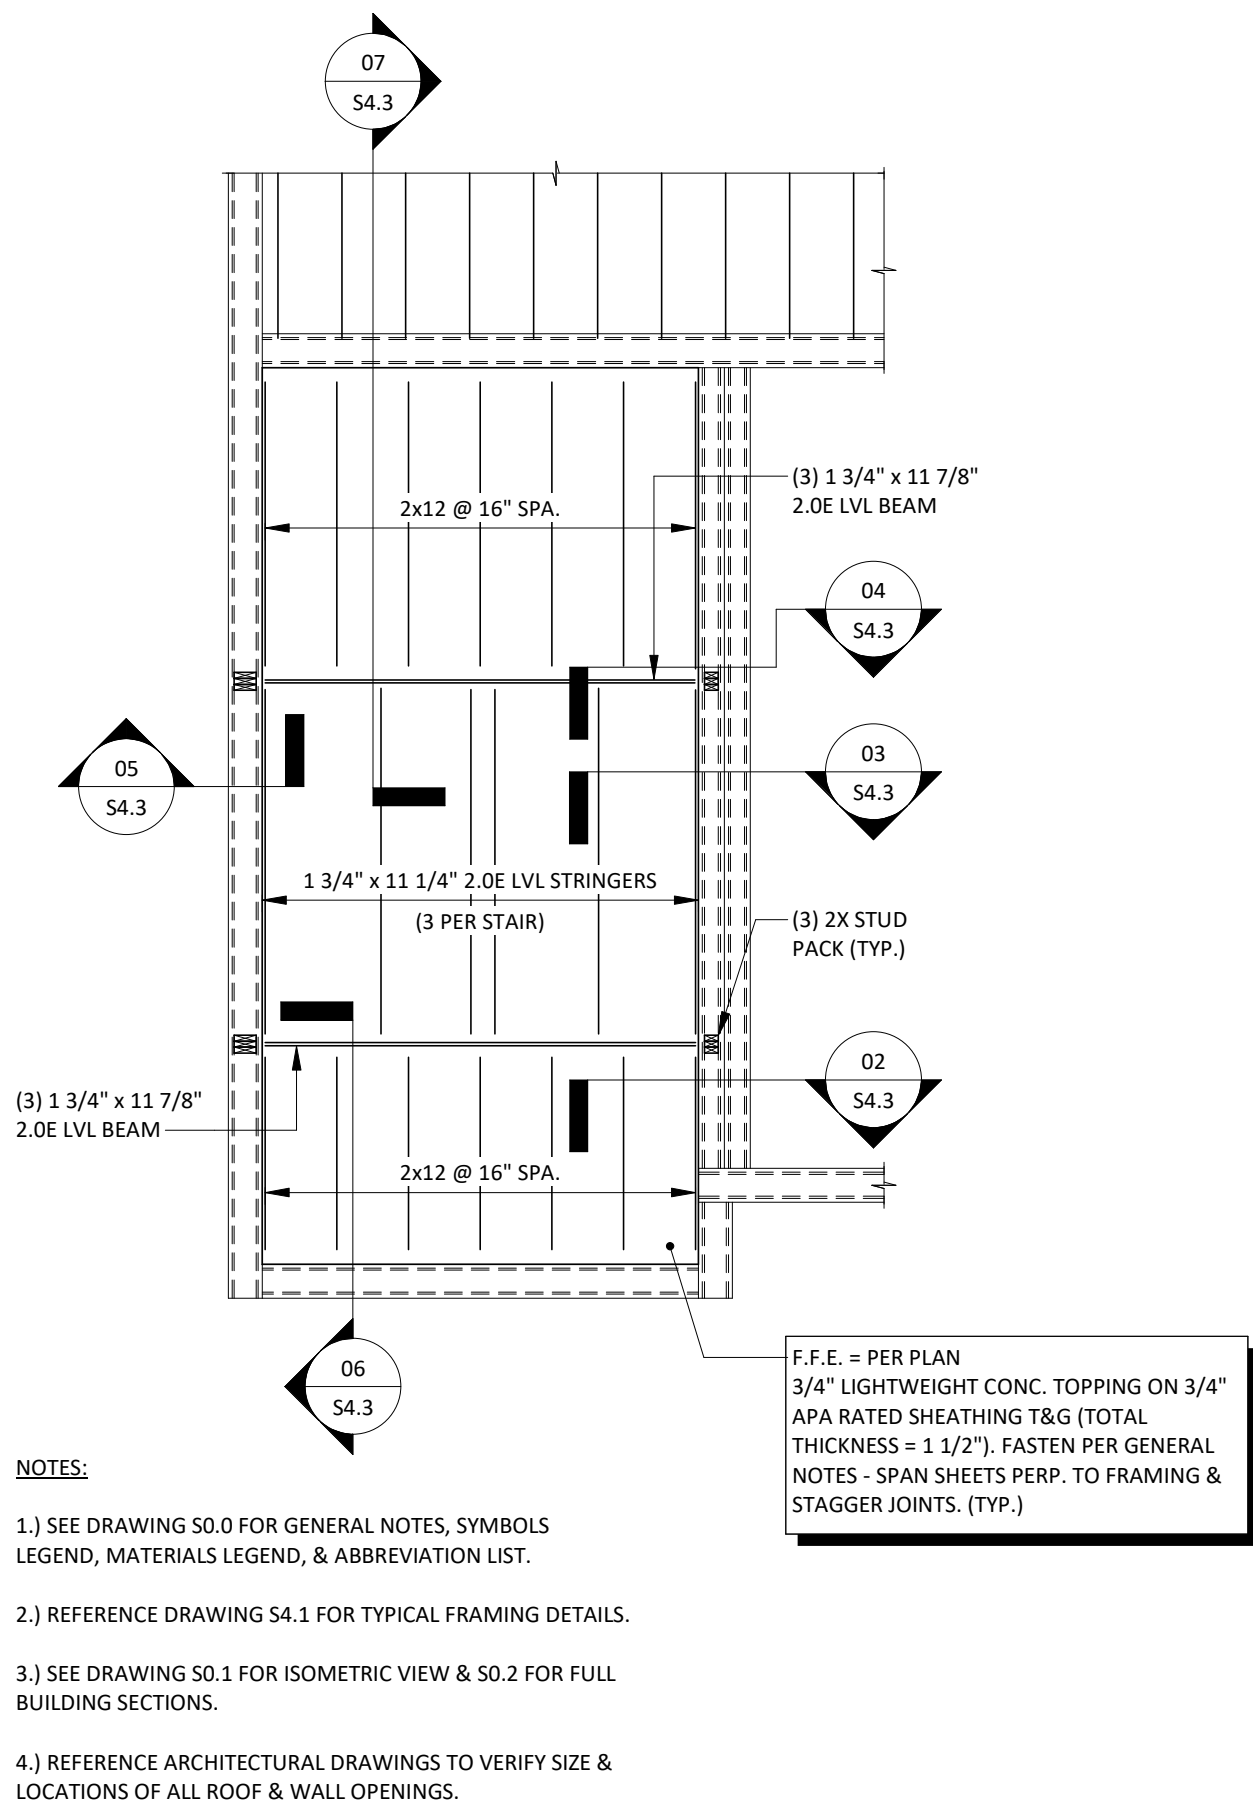 07
S4.3
2x12 @ 16" SPA.
(3) 1 3/4" x 11 7/8"
2.0E LVL BEAM
04
S4.3
05
S4.3
03
S4.3
1 3/4" x 11 1/4" 2.0E LVL STRINGERS
(3 PER STAIR)
(3) 2X STUD
PACK (TYP.)
02
S4.3
(3) 1 3/4" x 11 7/8"
2.0E LVL BEAM
2x12 @ 16" SPA.
06
S4.3
F.F.E. = PER PLAN
3/4" LIGHTWEIGHT CONC. TOPPING ON 3/4"
APA RATED SHEATHING T&G (TOTAL
THICKNESS = 1 1/2"). FASTEN PER GENERAL
NOTES - SPAN SHEETS PERP. TO FRAMING &
STAGGER JOINTS. (TYP.)
NOTES:
1.) SEE DRAWING S0.0 FOR GENERAL NOTES, SYMBOLS
LEGEND, MATERIALS LEGEND, & ABBREVIATION LIST.
2.) REFERENCE DRAWING S4.1 FOR TYPICAL FRAMING DETAILS.
3.) SEE DRAWING S0.1 FOR ISOMETRIC VIEW & S0.2 FOR FULL
BUILDING SECTIONS.
4.) REFERENCE ARCHITECTURAL DRAWINGS TO VERIFY SIZE &
LOCATIONS OF ALL ROOF & WALL OPENINGS.